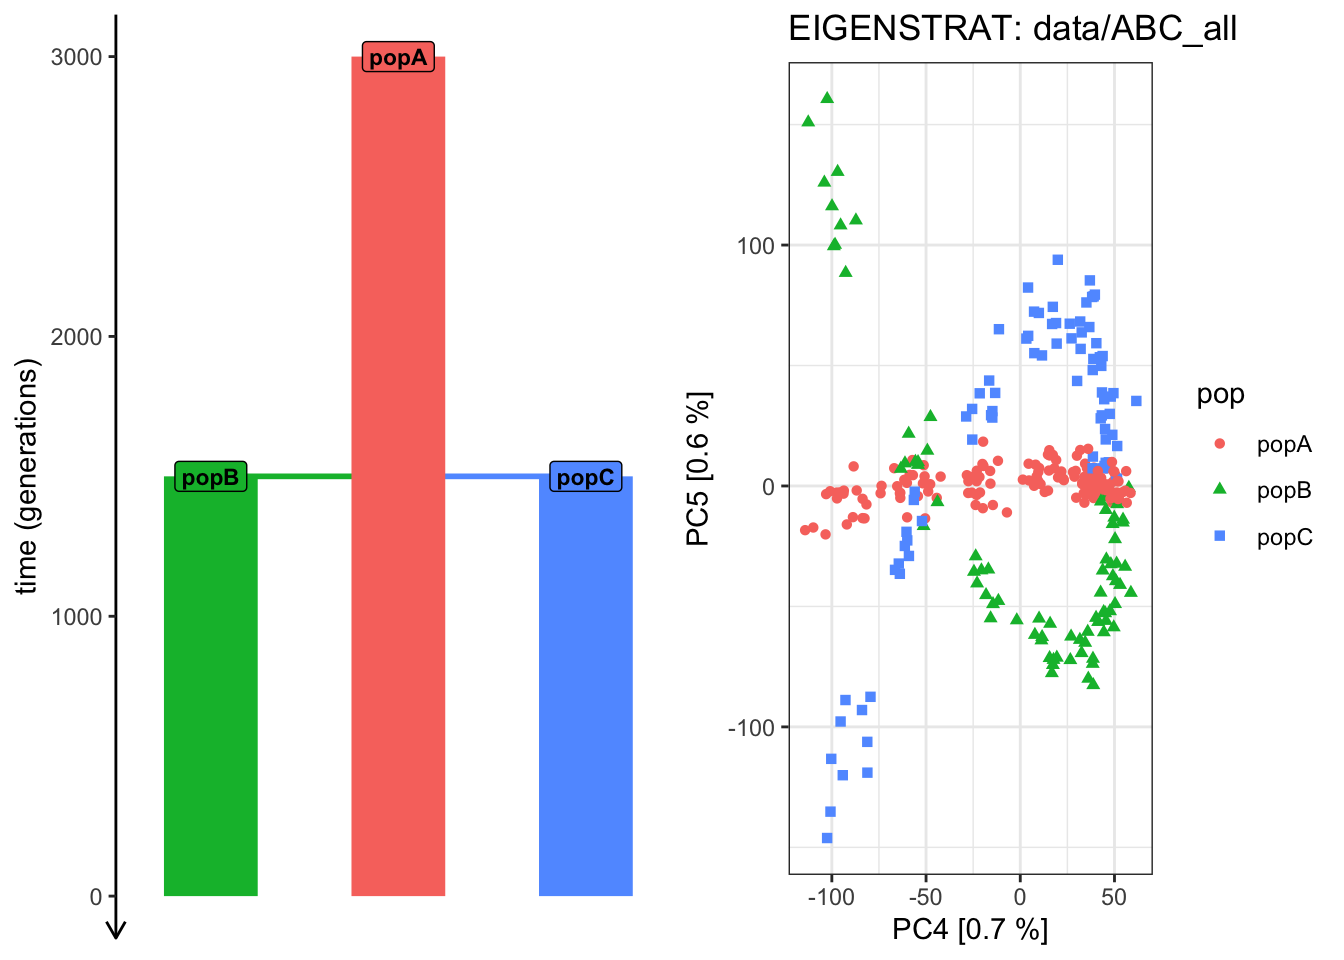 time (generations)
3000
2000
1000
0
popA
popB
popC
EIGENSTRAT: data/ABC_all
PC5 [0.6 %]
100
0
-100
-100
-50
0
50
PC4 [0.7 %]
pop
popA
popB
popC